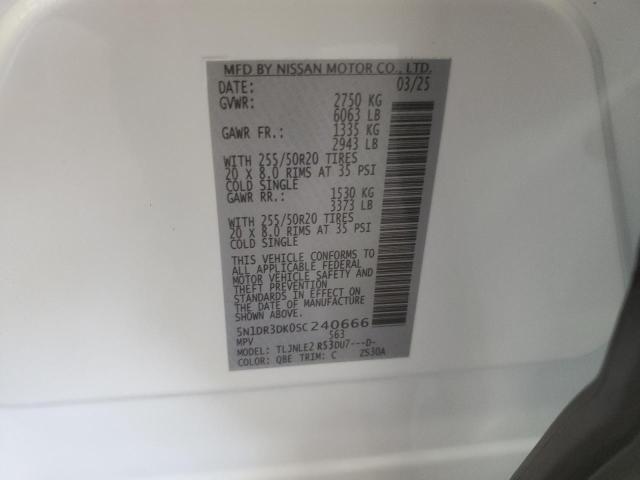 MFD BY NISSAN MOTOR CO., LTD.
DATE: 03/25
GVWR: 2750 KG
6063 LB
GAWR FR.: 1335 KG
2943 LB
WITH 255/50R20 TIRES
20 X 8.0 RIMS AT 35 PSI
COLD SINGLE
GAWR RR.: 1530 KG
3373 LB
WITH 255/50R20 TIRES
20 X 8.0 RIMS AT 35 PSI
COLD SINGLE
THIS VEHICLE CONFORMS TO
ALL APPLICABLE FEDERAL
MOTOR VEHICLE SAFETY AND
THEFT PREVENTION
STANDARDS IN EFFECT ON
THE DATE OF MANUFACTURE
SHOWN ABOVE.
5N1DR3DK0SC240666
MPV 563
MODEL: TLJNLE2 R53DU7---D-
COLOR: QBE TRIM: C ZS30A